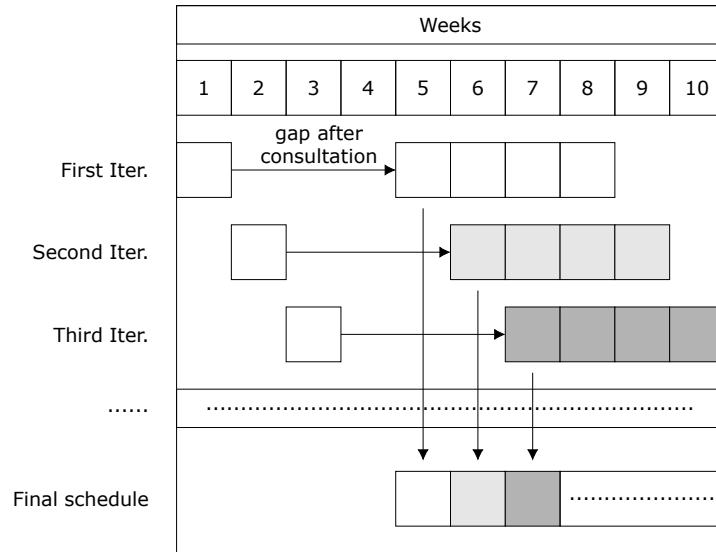 Weeks
1 2 3 4 5 6 7 8 9 10
gap after
consultation
First Iter.
Second Iter.
Third Iter.
......
Final schedule